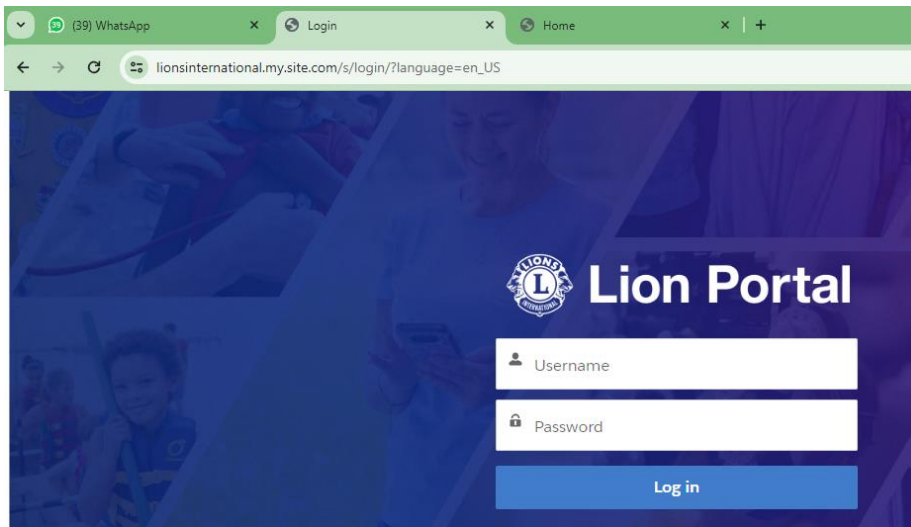 (39) WhatsApp
Login
Home
lionsinternational.my.site.com/s/login/?language=en_US
LIONS
L
INTERNATIONAL
Lion Portal
Username
Password
Log in